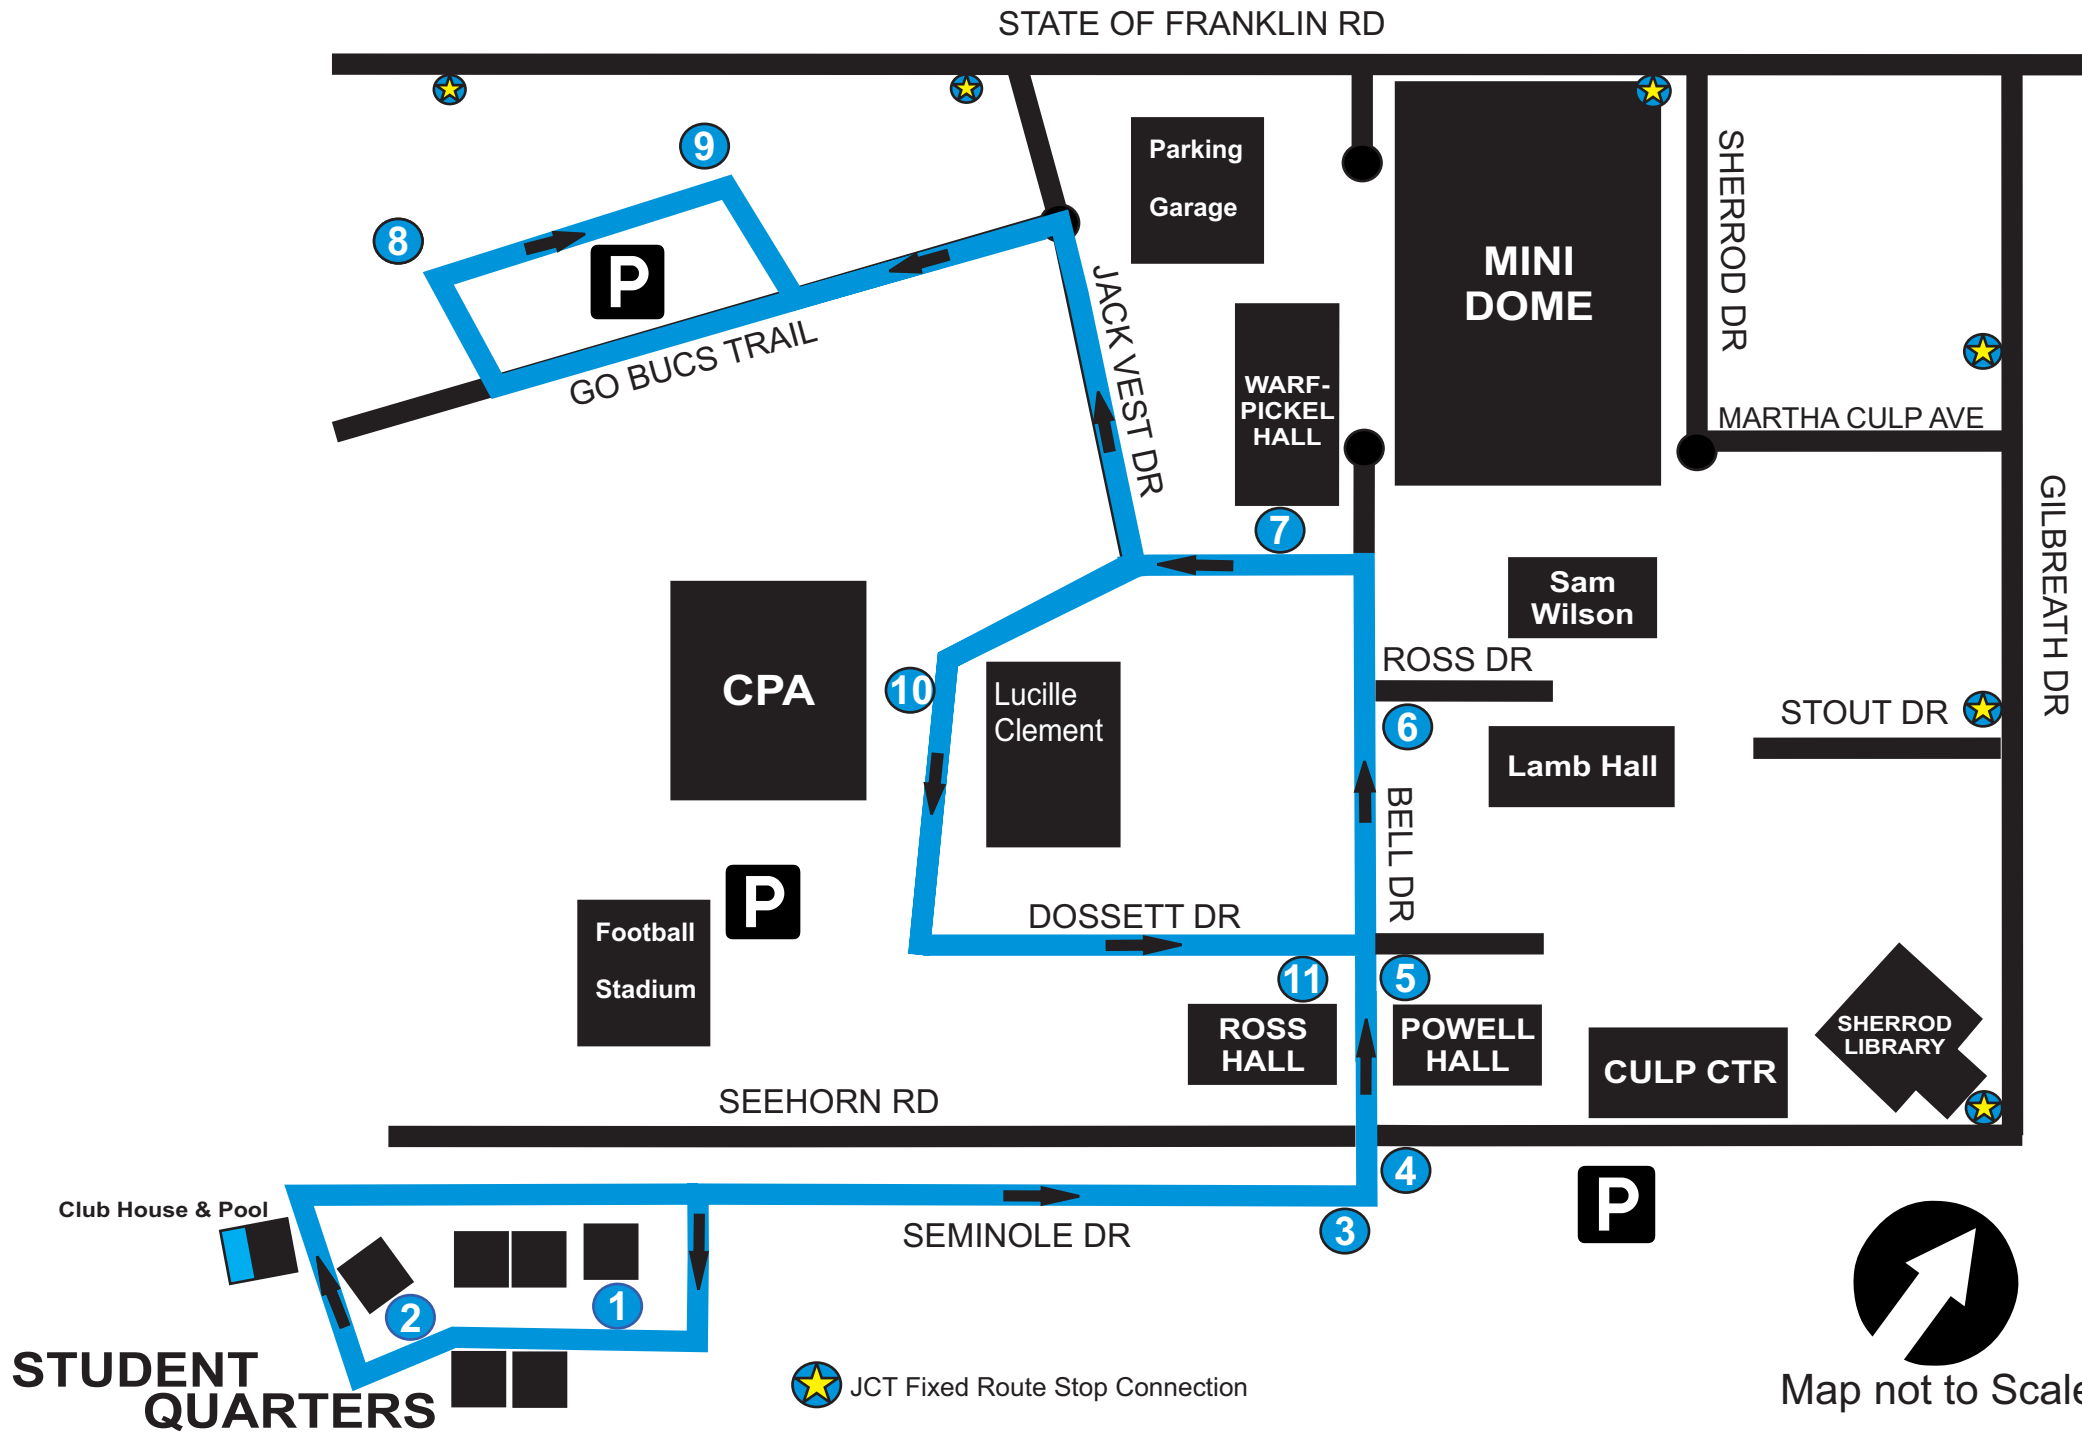 STATE OF FRANKLIN RD
9
8
P
GO BUCS TRAIL
JACK VEST DR
Parking
Garage
MINI
DOME
SHERROD DR
WARF-
PICKEL
HALL
MARTHA CULP AVE
GILBREATH DR
7
Sam
Wilson
CPA
10
Lucille
Clement
ROSS DR
6
STOUT DR
Lamb Hall
BELL DR
P
Football
Stadium
DOSSETT DR
11
5
ROSS
HALL
POWELL
HALL
CULP CTR
SHERROD
LIBRARY
SEEHORN RD
4
P
Club House & Pool
SEMINOLE DR
3
1
2
STUDENT
QUARTERS
JCT Fixed Route Stop Connection
Map not to Scale